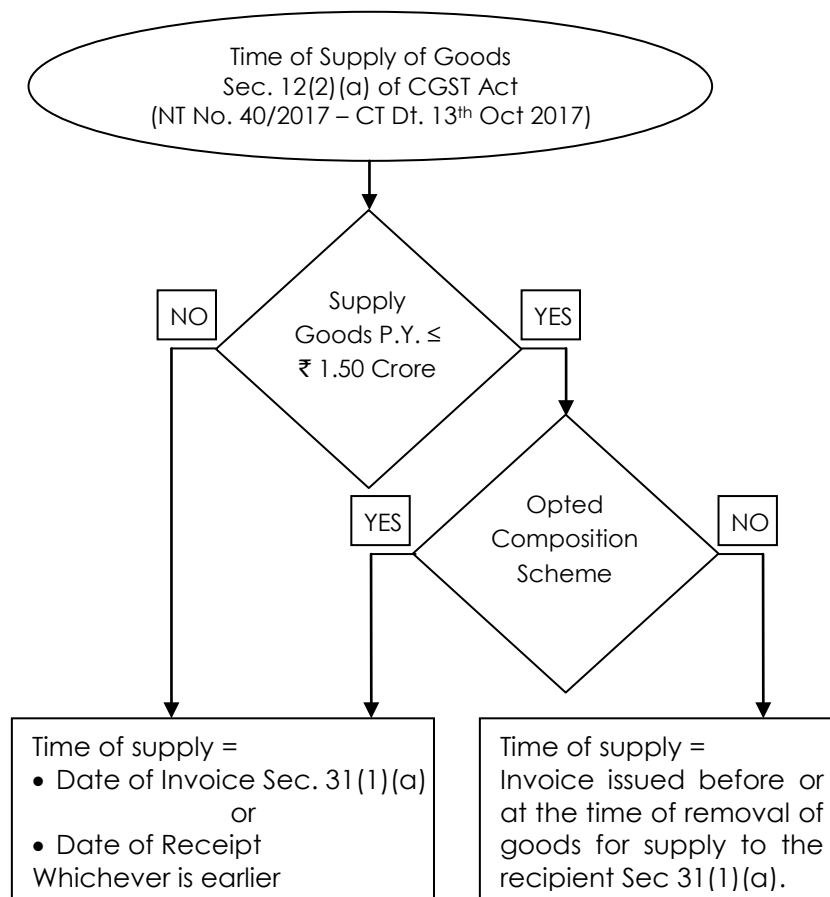 Time of Supply of Goods
Sec. 12(2)(a) of CGST Act
(NT No. 40/2017 – CT Dt. 13th Oct 2017)
NO
Supply
Goods P.Y. ≤
₹ 1.50 Crore
YES
YES
Opted
Composition
Scheme
NO
Time of supply =
• Date of Invoice Sec. 31(1)(a)
or
• Date of Receipt
Whichever is earlier
Time of supply =
Invoice issued before or
at the time of removal of
goods for supply to the
recipient Sec 31(1)(a).